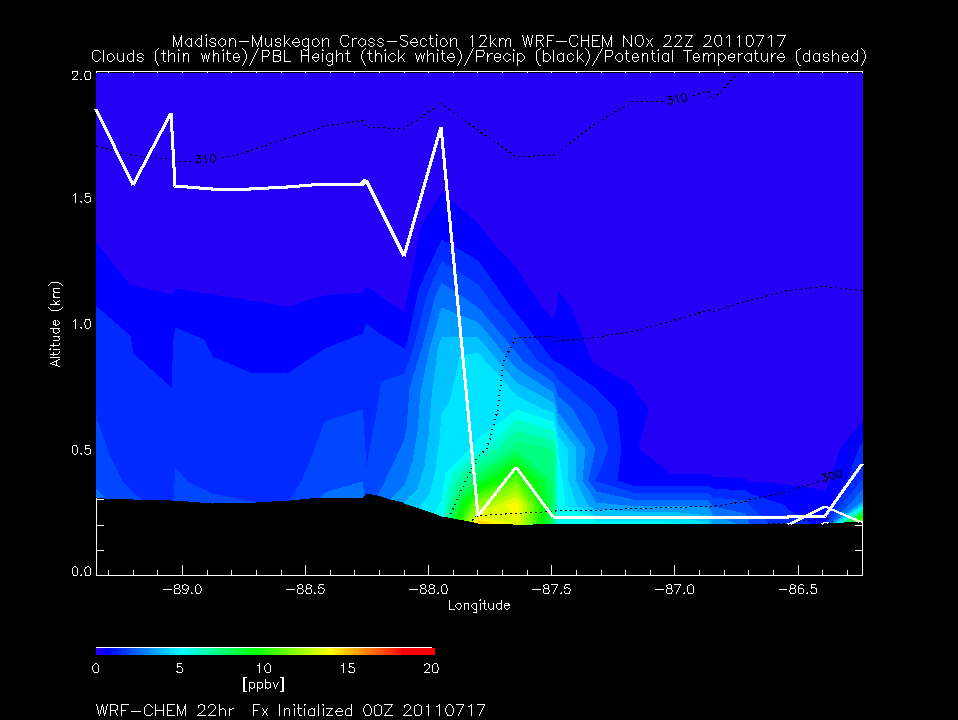 Madison-Muskegon Cross-Section 12km WRF-CHEM NOx 22Z 20110717
Clouds (thin white)/PBL Height (thick white)/Precip (black)/Potential Temperature (dashed)
2.0
310
310
1.5
Altitude (km)
1.0
0.5
300
0.0
-89.0 -88.5 -88.0 -87.5 -87.0 -86.5
Longitude
0 5 10 15 20
[ppbv]
WRF-CHEM 22hr Fx Initialized 00Z 20110717